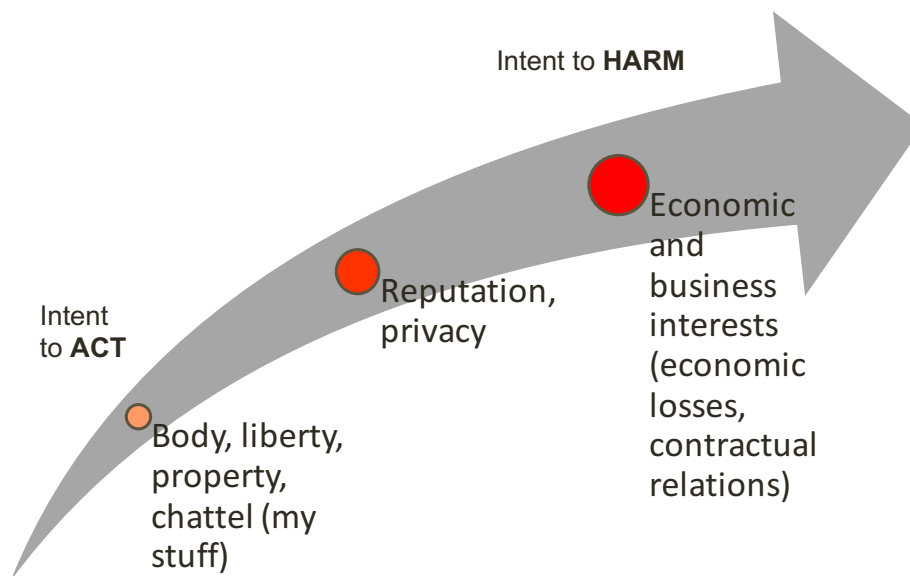 Intent to HARM
Economic
and
business
interests
(economic
losses,
contractual
relations)
Reputation,
privacy
Intent
to ACT
Body, liberty,
property,
chattel (my
stuff)